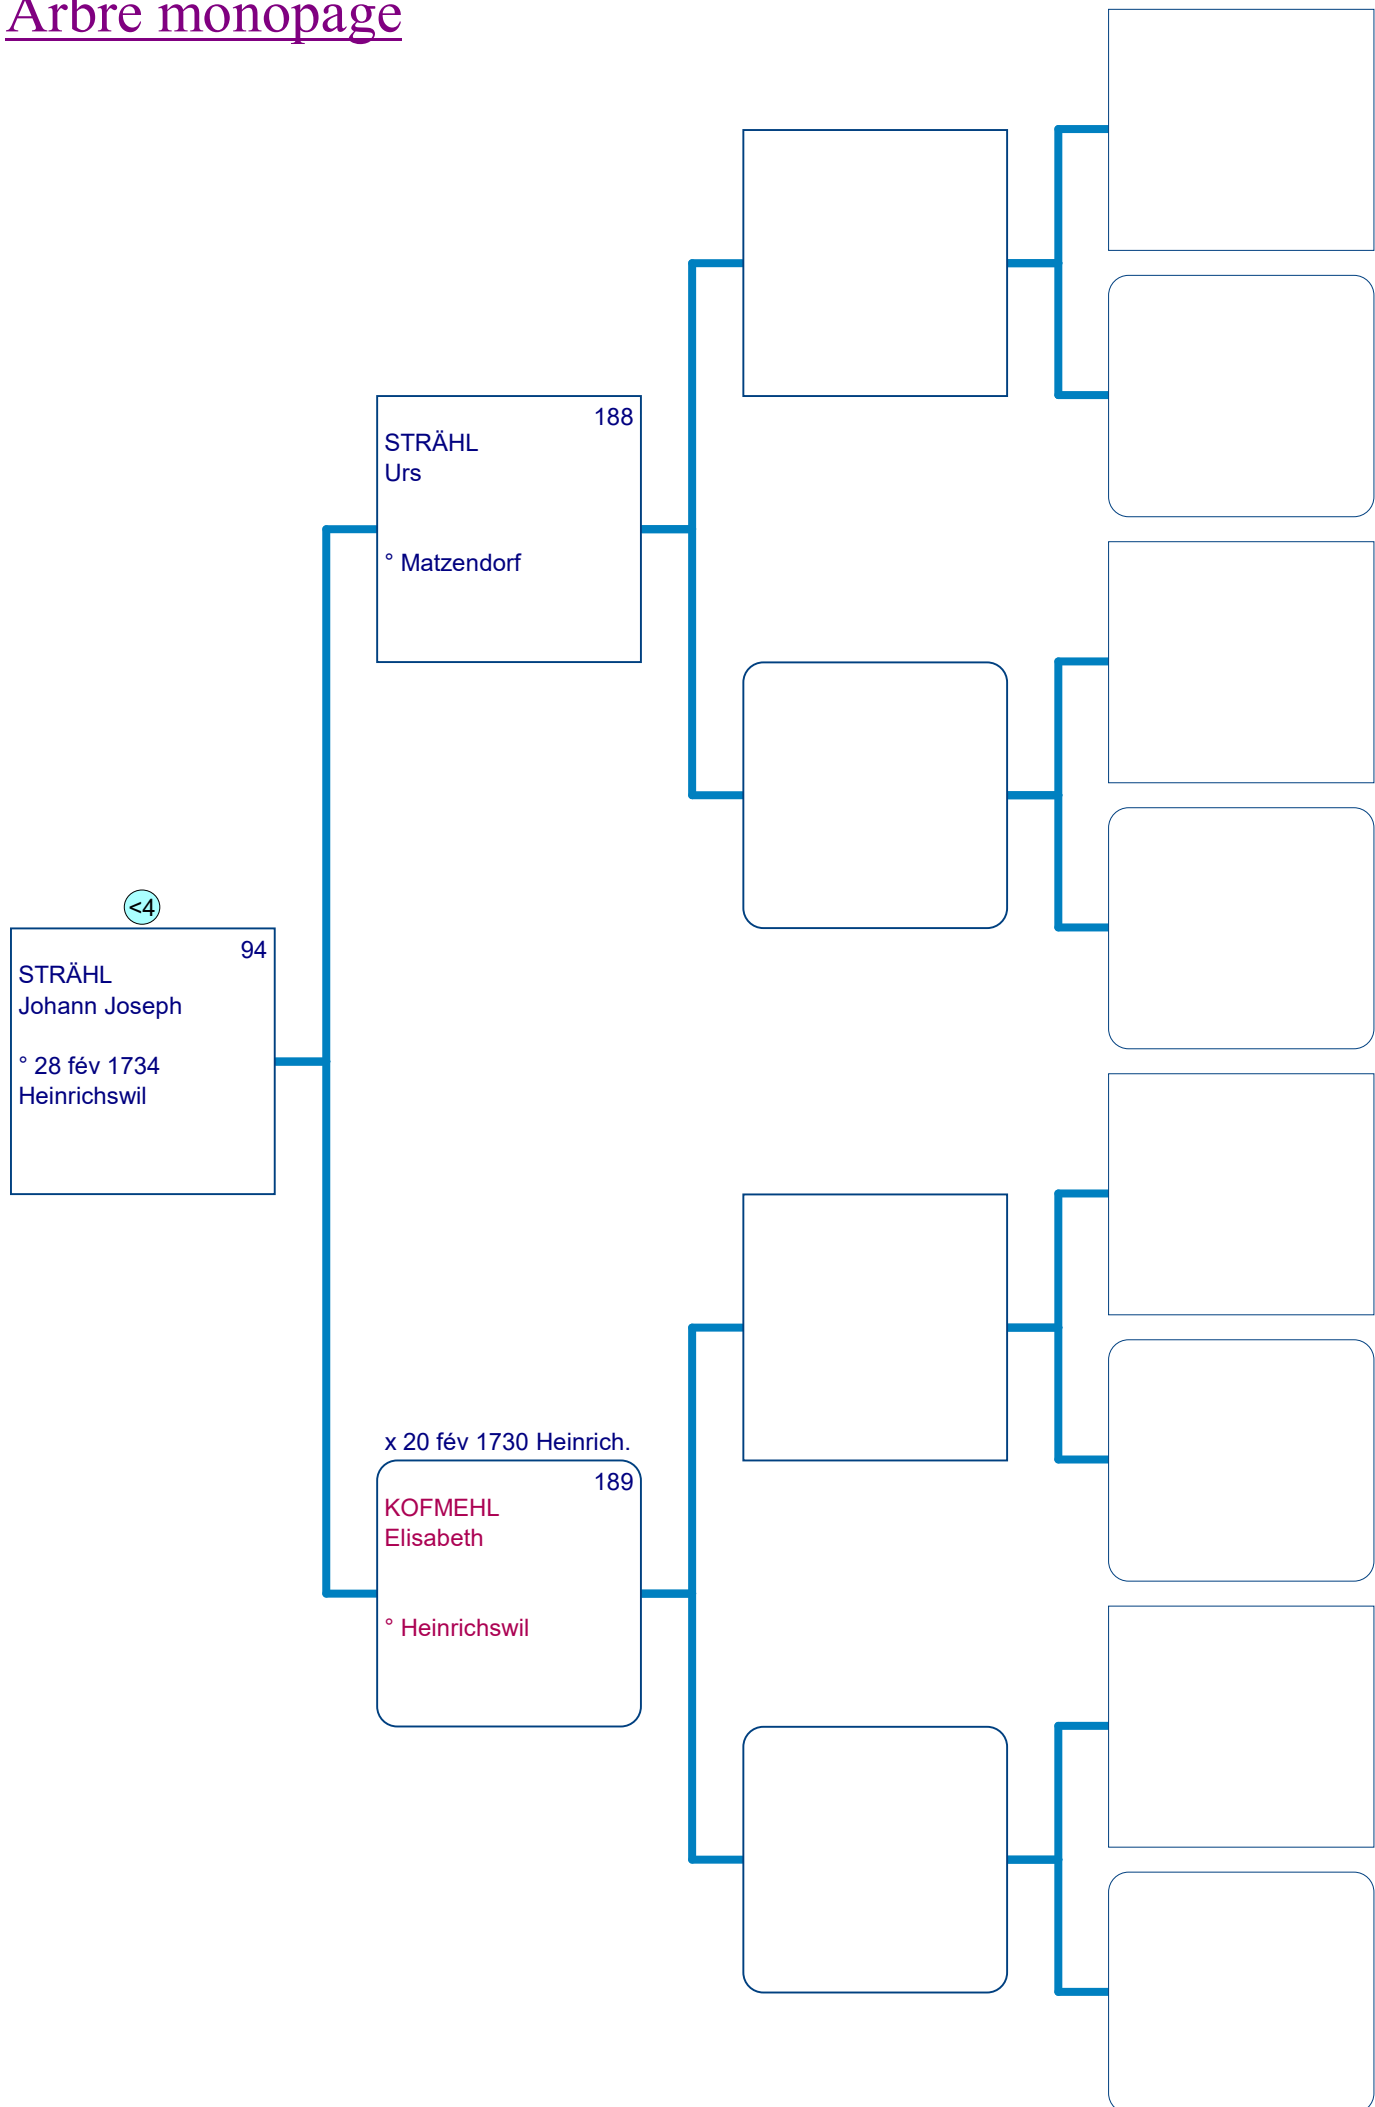 Arbre monopage
188
STRÄHL
Urs
° Matzendorf
<4
94
STRÄHL
Johann Joseph
° 28 fév 1734
Heinrichswil
x 20 fév 1730 Heinrich.
189
KOFMEHL
Elisabeth
° Heinrichswil